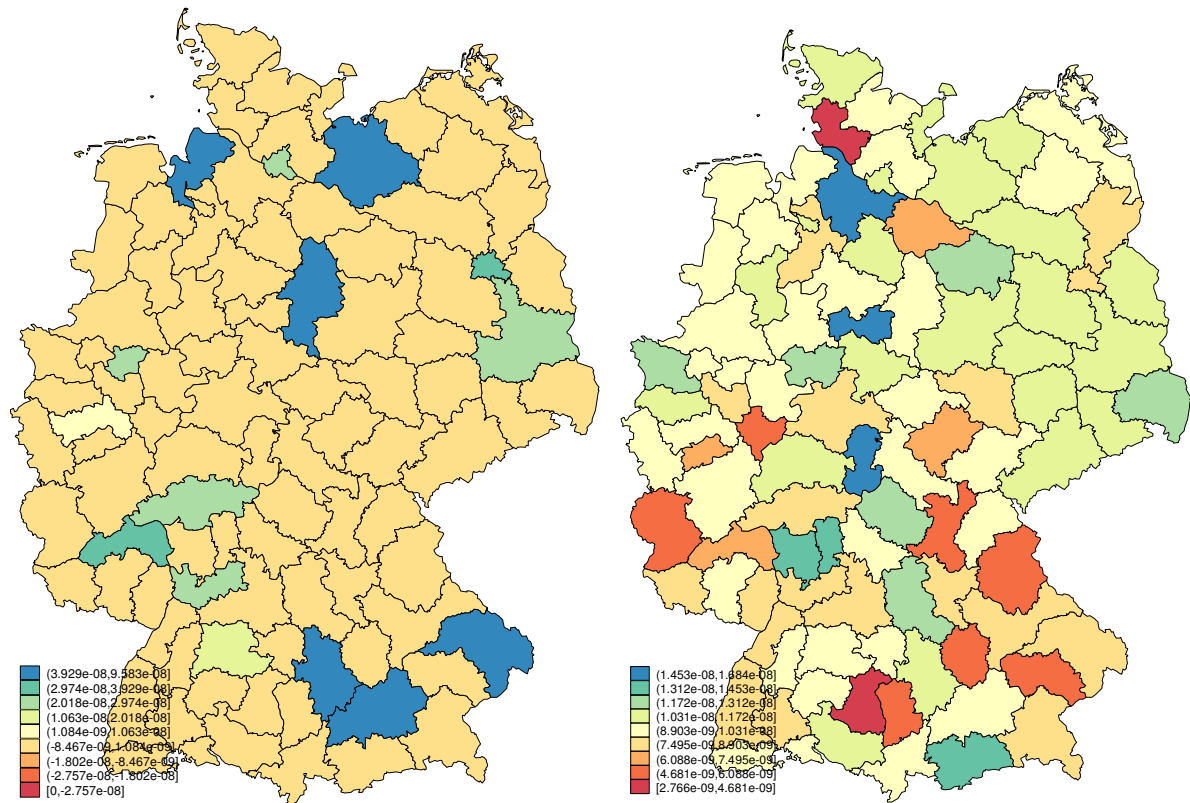 (3.929e-08,9.583e-08]
(2.974e-08,3.929e-08]
(2.018e-08,2.974e-08]
(1.063e-08,2.018e-08]
(1.084e-09,1.063e-08]
(-8.467e-09,1.084e-09]
(-1.802e-08,-8.467e-09]
(-2.757e-08,-1.802e-08]
[0,-2.757e-08]
(1.453e-08,1.684e-08]
(1.312e-08,1.453e-08]
(1.172e-08,1.312e-08]
(1.031e-08,1.172e-08]
(8.903e-09,1.031e-08]
(7.495e-09,8.903e-09]
(6.088e-09,7.495e-09]
(4.681e-09,6.088e-09]
[2.766e-09,4.681e-09]